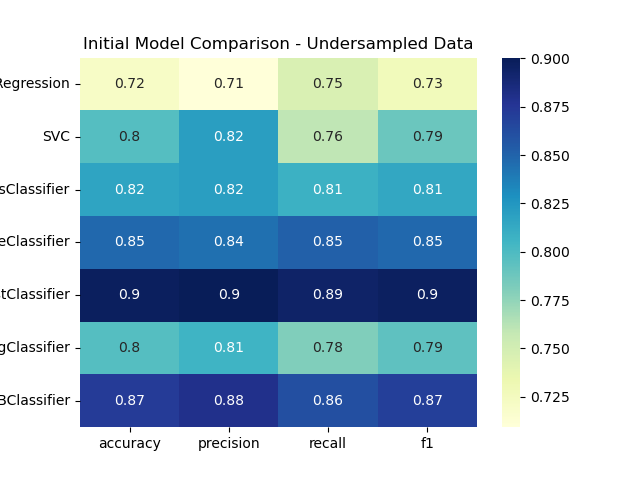 Initial Model Comparison - Undersampled Data
Regression 0.72 0.71 0.75 0.73
SVC 0.8 0.82 0.76 0.79
sClassifier 0.82 0.82 0.81 0.81
eClassifier 0.85 0.84 0.85 0.85
stClassifier 0.9 0.9 0.89 0.9
gClassifier 0.8 0.81 0.78 0.79
BClassifier 0.87 0.88 0.86 0.87
accuracy precision recall f1
0.900
0.875
0.850
0.825
0.800
0.775
0.750
0.725